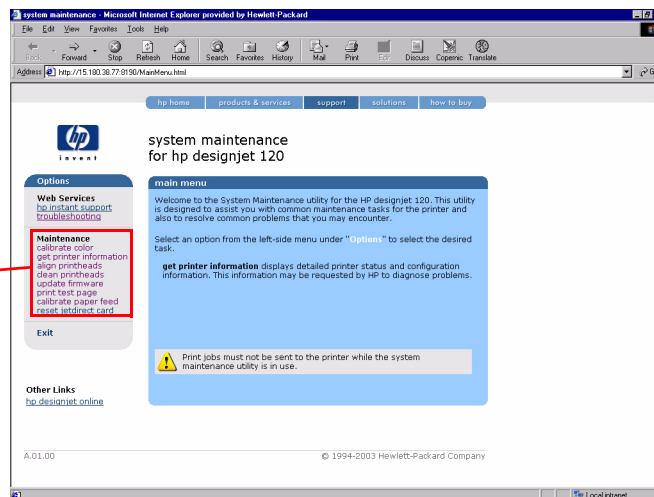 system maintenance - Microsoft Internet Explorer provided by Hewlett-Packard
File Edit View Favorites Tools Help
Back Forward Stop Refresh Home Search Favorites History Mail Print Edit Discuss Copernic Translate
Address http://15.180.38.77:8190/MainMenu.html
hp home products & services support solutions how to buy
hp
invent
system maintenance
for hp designjet 120
Options
Web Services
hp instant support
troubleshooting
Maintenance
calibrate color
get printer information
align printheads
clean printheads
update firmware
print test page
calibrate paper feed
reset jetdirect card
Exit
Other Links
hp designjet online
main menu
Welcome to the System Maintenance utility for the HP designjet 120. This utility
is designed to assist you with common maintenance tasks for the printer and
also to resolve common problems that you may encounter.
Select an option from the left-side menu under "Options" to select the desired
task.
get printer information displays detailed printer status and configuration
information. This information may be requested by HP to diagnose problems.
Print jobs must not be sent to the printer while the system
maintenance utility is in use.
A.01.00
© 1994-2003 Hewlett-Packard Company
Local intranet